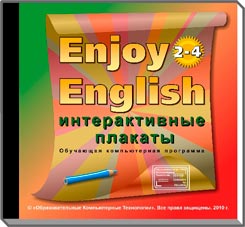 Enjoy
2-4
English
интерактивные
плакаты
Обучающая компьютерная программа
© «Образовательные Компьютерные Технологии». Все права защищены, 2010 г.